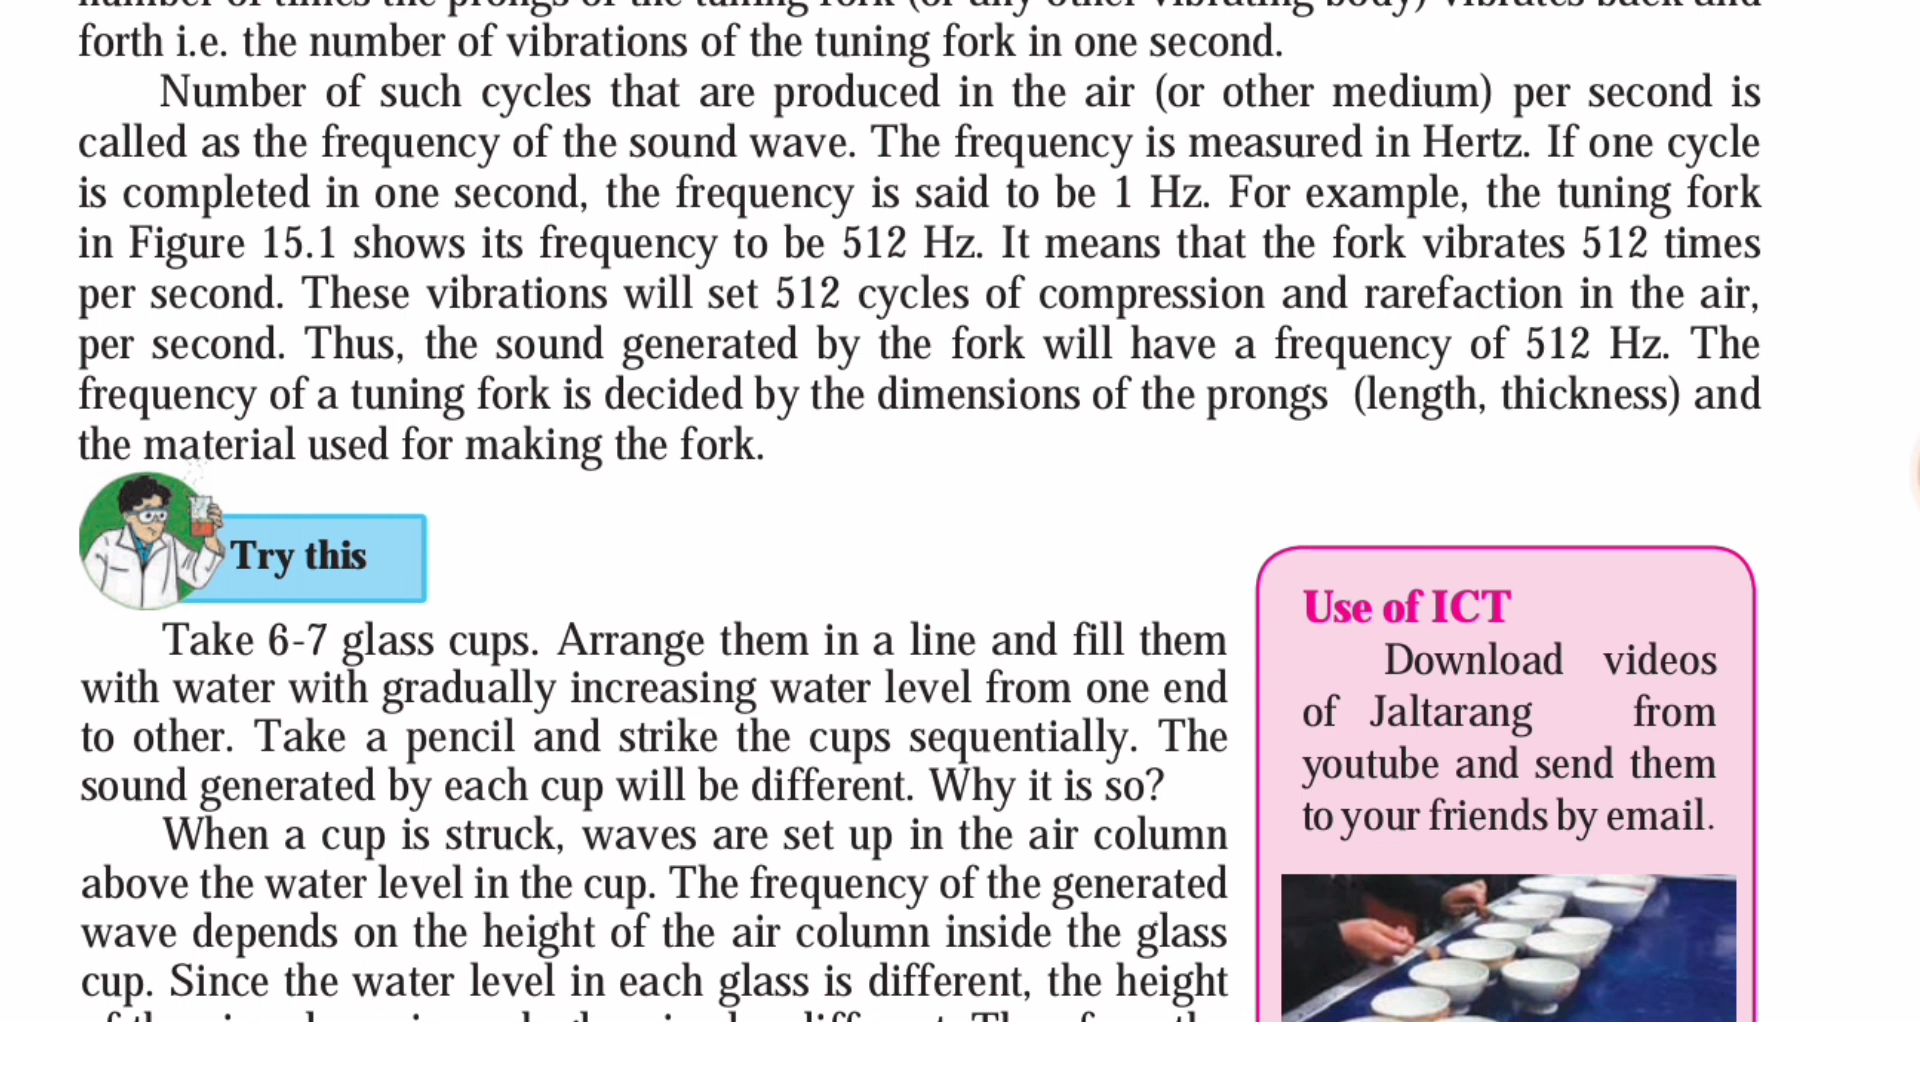 forth i.e. the number of vibrations of the tuning fork in one second.
Number of such cycles that are produced in the air (or other medium) per second is
called as the frequency of the sound wave. The frequency is measured in Hertz. If one cycle
is completed in one second, the frequency is said to be 1 Hz. For example, the tuning fork
in Figure 15.1 shows its frequency to be 512 Hz. It means that the fork vibrates 512 times
per second. These vibrations will set 512 cycles of compression and rarefaction in the air,
per second. Thus, the sound generated by the fork will have a frequency of 512 Hz. The
frequency of a tuning fork is decided by the dimensions of the prongs (length, thickness) and
the material used for making the fork.
Try this
Take 6-7 glass cups. Arrange them in a line and fill them
with water with gradually increasing water level from one end
to other. Take a pencil and strike the cups sequentially. The
sound generated by each cup will be different. Why it is so?
When a cup is struck, waves are set up in the air column
above the water level in the cup. The frequency of the generated
wave depends on the height of the air column inside the glass
cup. Since the water level in each glass is different, the height
Use of ICT
Download videos
of Jaltarang from
youtube and send them
to your friends by email.